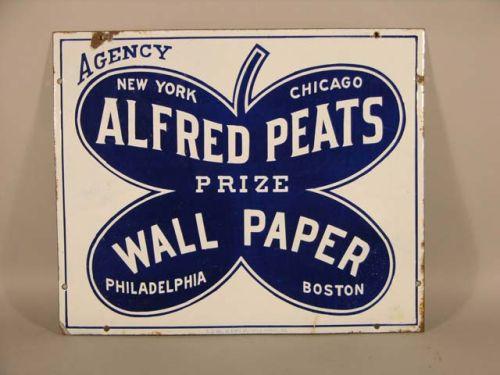 AGENCY
NEW YORK CHICAGO
ALFRED PEATS
PRIZE
WALL PAPER
PHILADELPHIA BOSTON